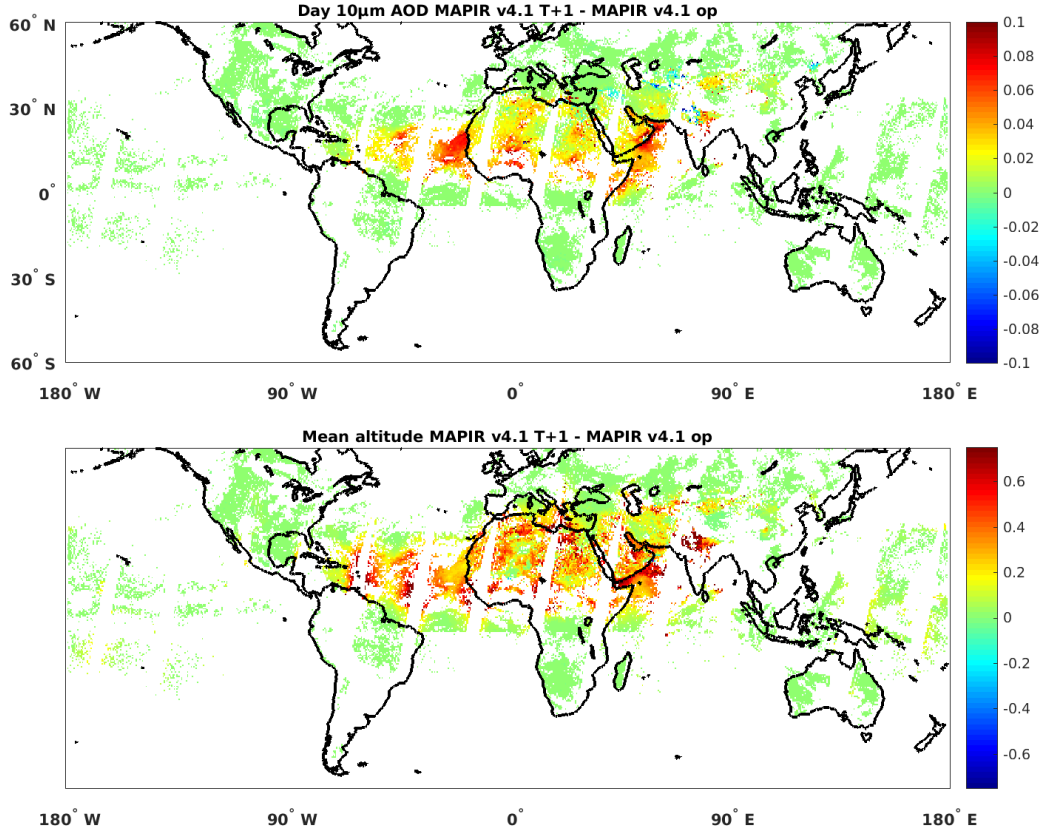 Day 10µm AOD MAPIR v4.1 T+1 - MAPIR v4.1 op
60° N
30° N
0°
30° S
60° S
180° W
90° W
0°
90° E
180° E
0.1
0.08
0.06
0.04
0.02
0
-0.02
-0.04
-0.06
-0.08
-0.1
Mean altitude MAPIR v4.1 T+1 - MAPIR v4.1 op
180° W
90° W
0°
90° E
180° E
0.6
0.4
0.2
0
-0.2
-0.4
-0.6